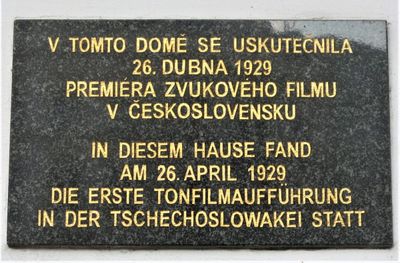 V TOMTO DOMĚ SE USKUTEČNILA
26. DUBNA 1929
PREMIÉRA ZVUKOVÉHO FILMU
V ČESKOSLOVENSKU
IN DIESEM HAUSE FAND
AM 26. APRIL 1929
DIE ERSTE TONFILMAUFFÜHRUNG
IN DER TSCHECHOSLOWAKEI STATT